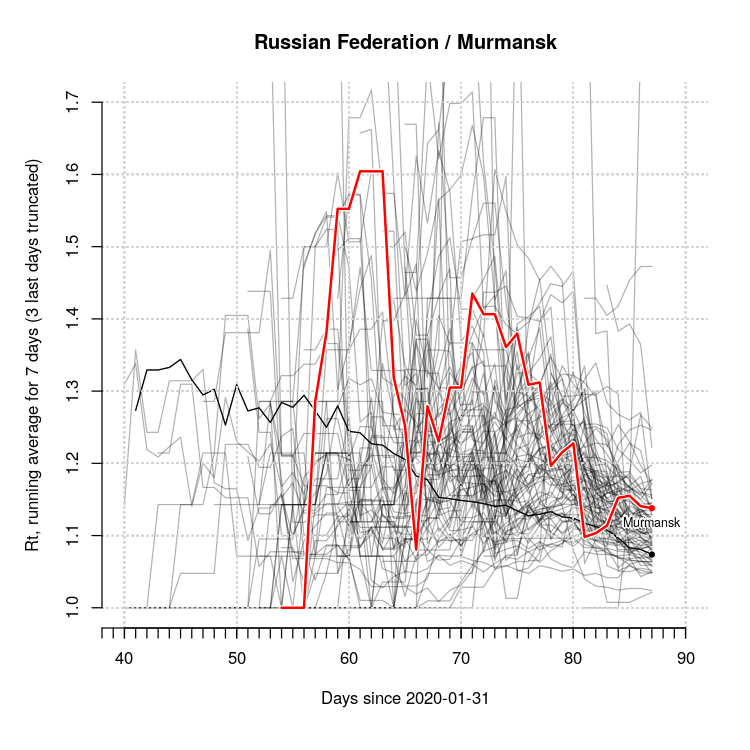 Russian Federation / Murmansk
Rt, running average for 7 days (3 last days truncated)
1.7
1.6
1.5
1.4
1.3
1.2
1.1
1.0
Murmansk
40 50 60 70 80 90
Days since 2020-01-31